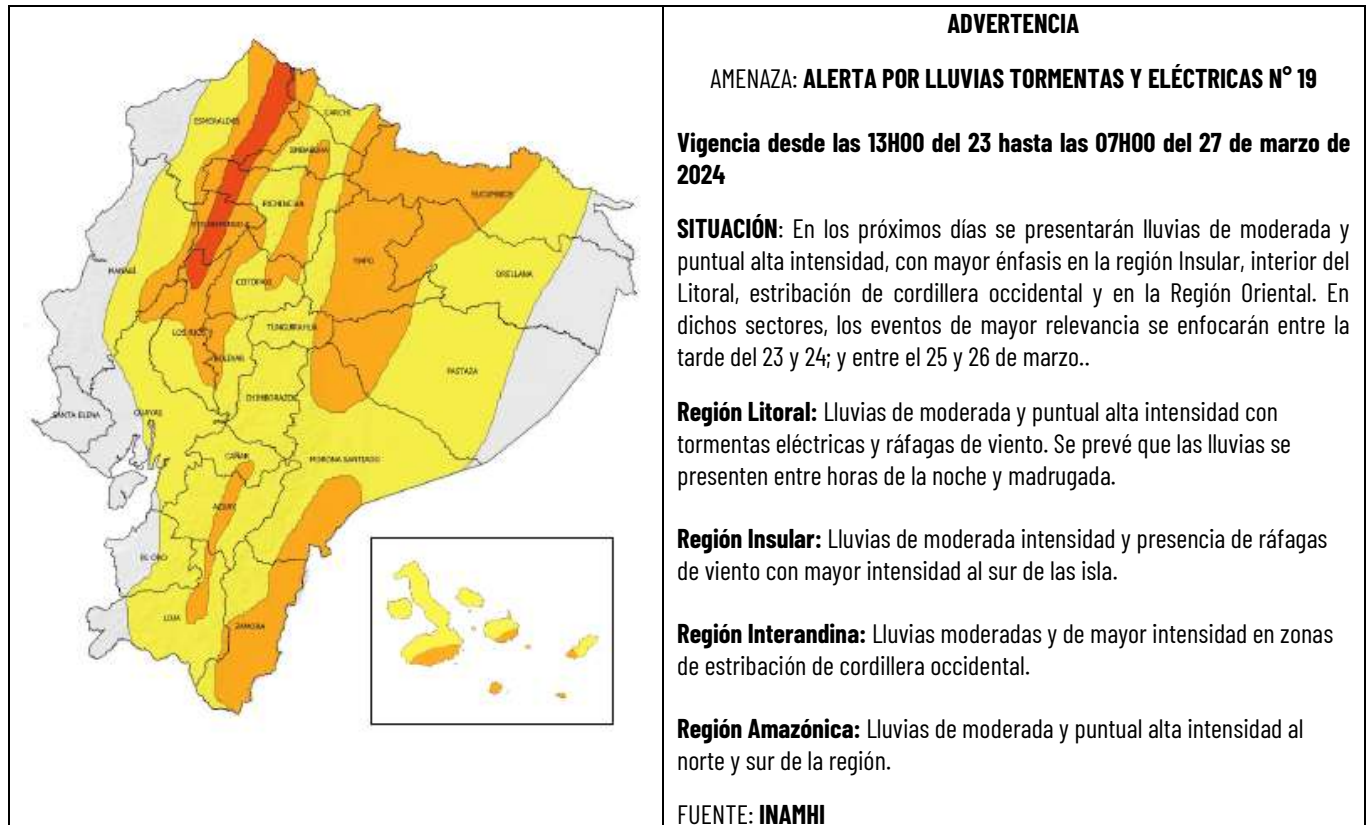 ESMERALDAS
CARCHI
IMBABURA
SUCUMBIOS
PICHINCHA
MANABÍ
NAPO
ORELLANA
COTOPAXI
LOS RIOS
TUNGURAHUA
BOLIVAR
PASTAZA
CHIMBORAZO
SANTA ELENA
GUAYAS
CAÑAR
MORONA SANTIAGO
AZUAY
EL ORO
LOJA
ZAMORA
ADVERTENCIA
AMENAZA: ALERTA POR LLUVIAS TORMENTAS Y ELÉCTRICAS N° 19
Vigencia desde las 13H00 del 23 hasta las 07H00 del 27 de marzo de
2024
SITUACIÓN: En los próximos días se presentarán lluvias de moderada y
puntual alta intensidad, con mayor énfasis en la región Insular, interior del
Litoral, estribación de cordillera occidental y en la Región Oriental. En
dichos sectores, los eventos de mayor relevancia se enfocarán entre la
tarde del 23 y 24; y entre el 25 y 26 de marzo..
Región Litoral: Lluvias de moderada y puntual alta intensidad con
tormentas eléctricas y ráfagas de viento. Se prevé que las lluvias se
presenten entre horas de la noche y madrugada.
Región Insular: Lluvias de moderada intensidad y presencia de ráfagas
de viento con mayor intensidad al sur de las isla.
Región Interandina: Lluvias moderadas y de mayor intensidad en zonas
de estribación de cordillera occidental.
Región Amazónica: Lluvias de moderada y puntual alta intensidad al
norte y sur de la región.
FUENTE: INAMHI